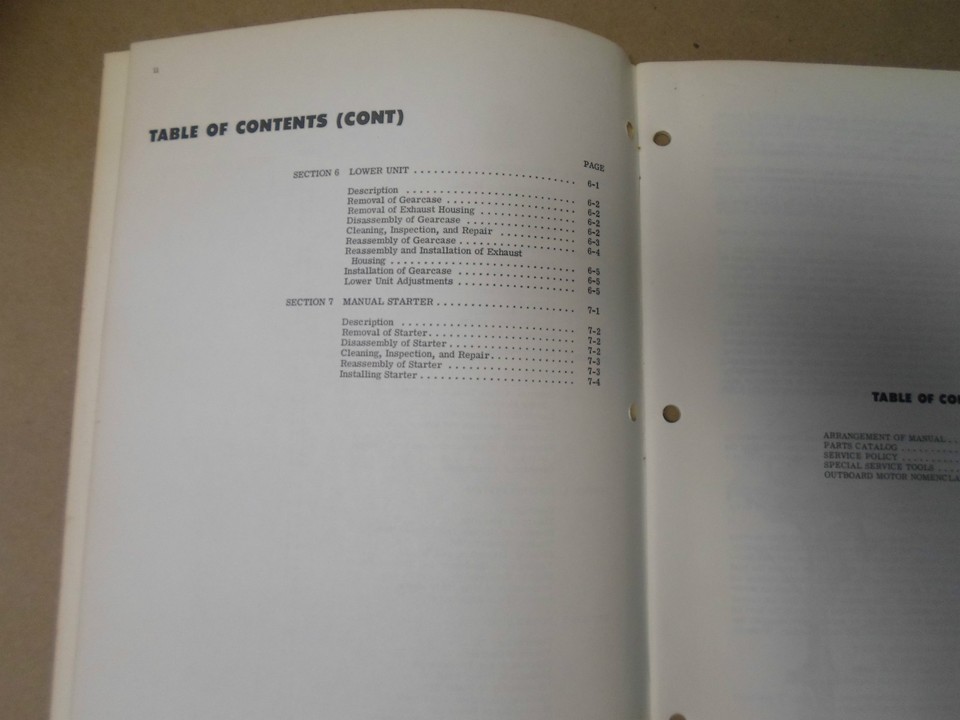 ii
TABLE OF CONTENTS (CONT)
PAGE
SECTION 6 LOWER UNIT . . . . . . . . . . . . . . . . . . . . . . . . 6-1
Description . . . . . . . . . . . . . . . . . . . . . . . . . 6-2
Removal of Gearcase . . . . . . . . . . . . . . . . . . . 6-2
Removal of Exhaust Housing . . . . . . . . . . . . . . 6-2
Disassembly of Gearcase . . . . . . . . . . . . . . . . 6-2
Cleaning, Inspection, and Repair . . . . . . . . . . . 6-3
Reassembly of Gearcase . . . . . . . . . . . . . . . . . 6-4
Reassembly and Installation of Exhaust
Housing . . . . . . . . . . . . . . . . . . . . . . . . . . . 6-5
Installation of Gearcase . . . . . . . . . . . . . . . . . 6-5
Lower Unit Adjustments . . . . . . . . . . . . . . . . . 6-5
SECTION 7 MANUAL STARTER . . . . . . . . . . . . . . . . . . . . . 7-1
Description . . . . . . . . . . . . . . . . . . . . . . . . . 7-2
Removal of Starter . . . . . . . . . . . . . . . . . . . . . 7-2
Disassembly of Starter . . . . . . . . . . . . . . . . . . 7-2
Cleaning, Inspection, and Repair . . . . . . . . . . . . 7-3
Reassembly of Starter . . . . . . . . . . . . . . . . . . 7-3
Installing Starter . . . . . . . . . . . . . . . . . . . . . . 7-4
TABLE OF CO
ARRANGEMENT OF MANUAL . .
PARTS CATALOG . . . . . . . .
SERVICE POLICY . . . . . . . .
SPECIAL SERVICE TOOLS . . . .
OUTBOARD MOTOR NOMENCLA